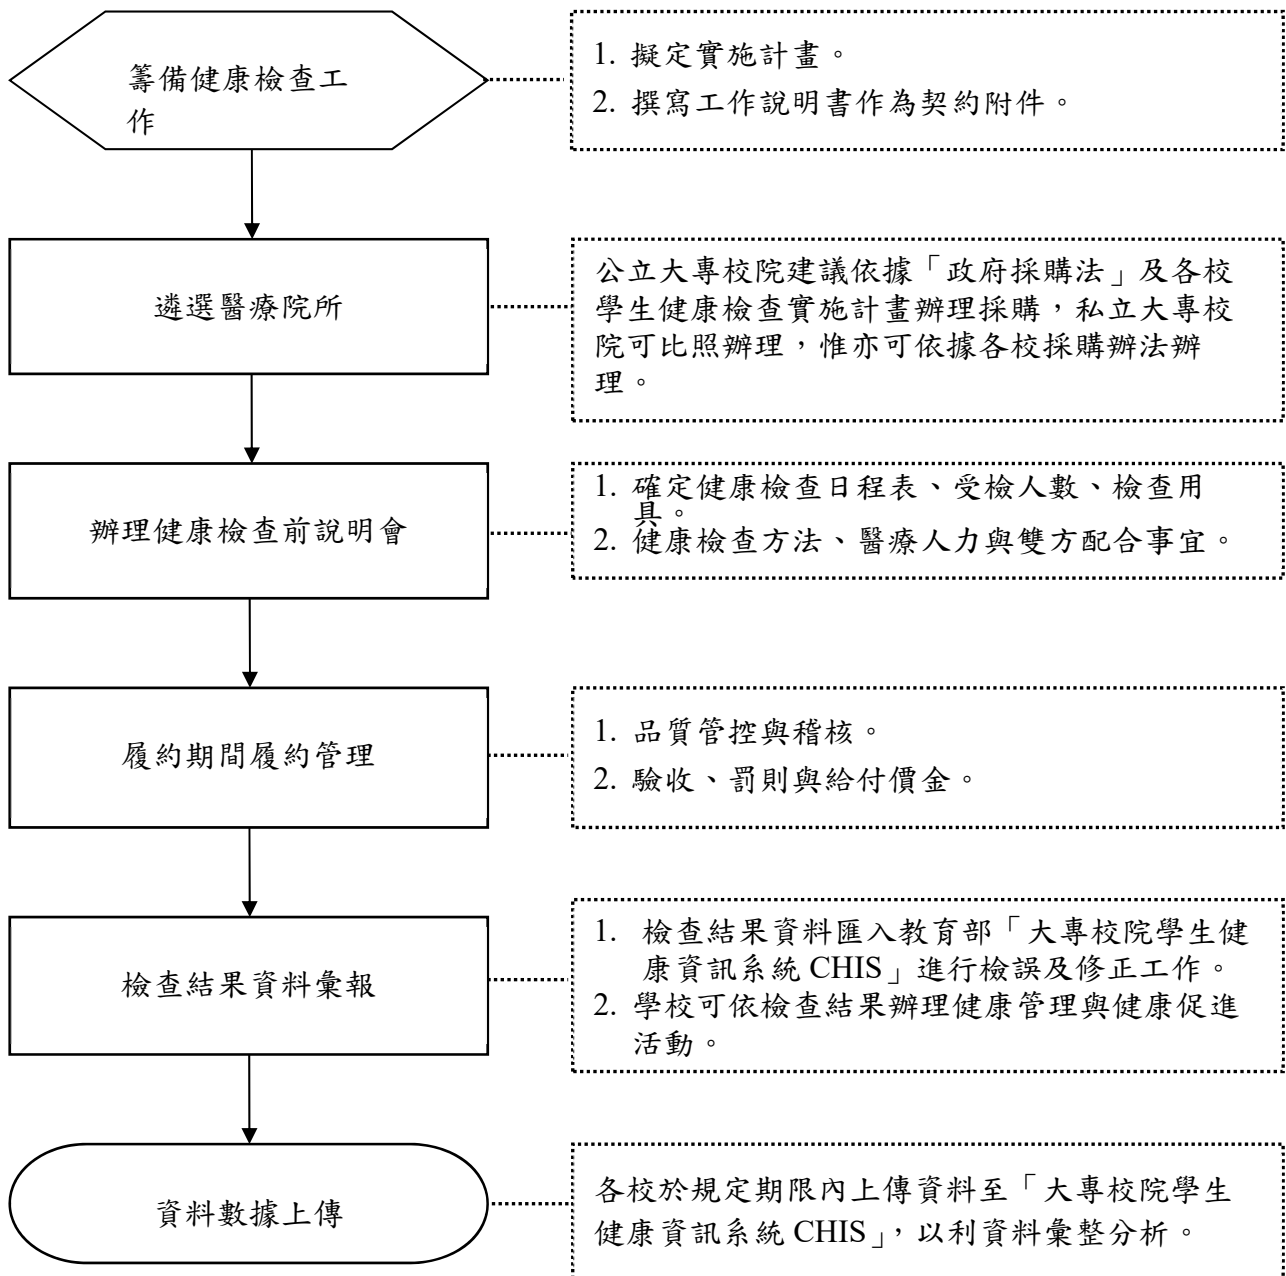 籌備健康檢查工
作
1. 擬定實施計畫。
2. 撰寫工作說明書作為契約附件。
遴選醫療院所
公立大專校院建議依據「政府採購法」及各校
學生健康檢查實施計畫辦理採購，私立大專校
院可比照辦理，惟亦可依據各校採購辦法辦
理。
辦理健康檢查前說明會
1. 確定健康檢查日程表、受檢人數、檢查用
具。
2. 健康檢查方法、醫療人力與雙方配合事宜。
履約期間履約管理
1. 品質管控與稽核。
2. 驗收、罰則與給付價金。
檢查結果資料彙報
1. 檢查結果資料匯入教育部「大專校院學生健
康資訊系統 CHIS」進行檢誤及修正工作。
2. 學校可依檢查結果辦理健康管理與健康促進
活動。
資料數據上傳
各校於規定期限內上傳資料至「大專校院學生
健康資訊系統 CHIS」，以利資料彙整分析。